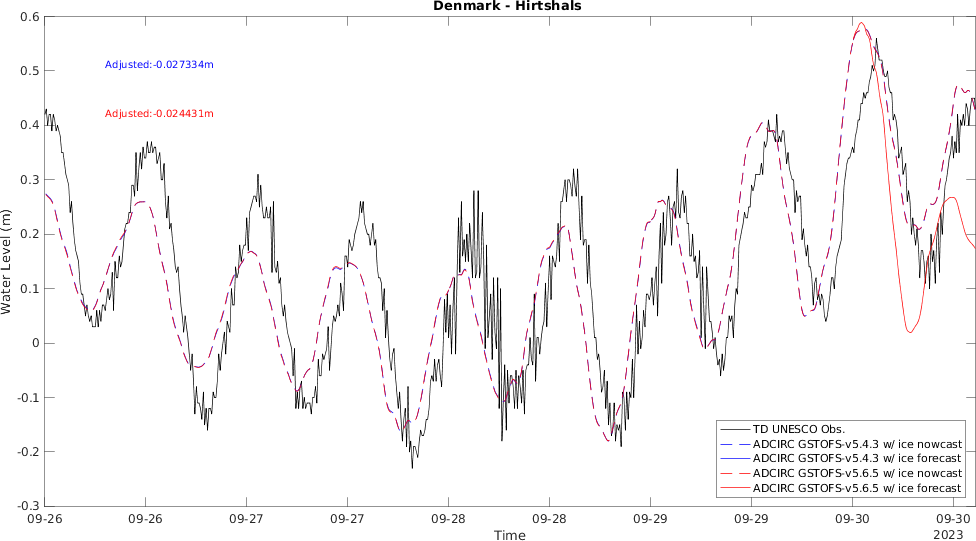 Denmark - Hirtshals
Adjusted:-0.027334m
Adjusted:-0.024431m
Water Level (m)
0.6
0.5
0.4
0.3
0.2
0.1
0
-0.1
-0.2
-0.3
TD UNESCO Obs.
ADCIRC GSTOFS-v5.4.3 w/ ice nowcast
ADCIRC GSTOFS-v5.4.3 w/ ice forecast
ADCIRC GSTOFS-v5.6.5 w/ ice nowcast
ADCIRC GSTOFS-v5.6.5 w/ ice forecast
09-26 09-26 09-27 09-27 09-28 09-28 09-29 09-29 09-30 09-30
2023
Time